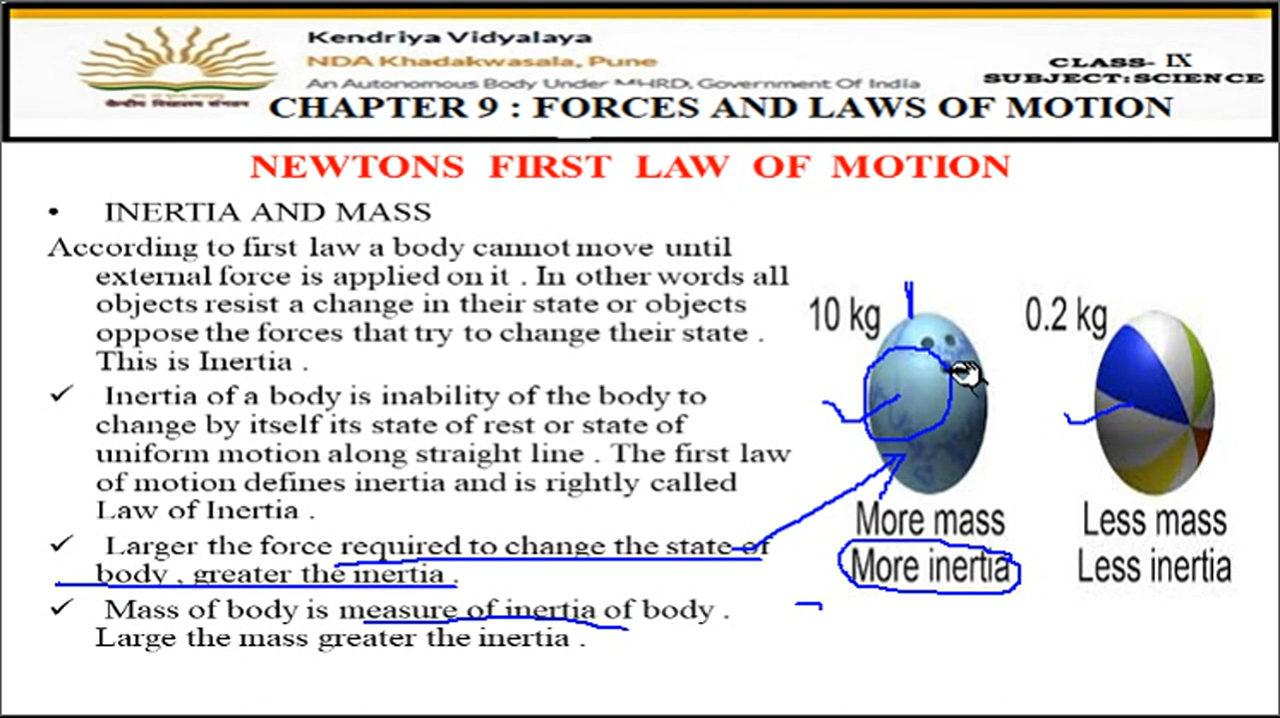 Kendriya Vidyalaya
NDA Khadakwasala, Pune
An Autonomous Body Under MHRD, Government Of India
केन्द्रीय विद्यालय संगठन
CLASS- IX
SUBJECT:SCIENCE
CHAPTER 9 : FORCES AND LAWS OF MOTION
NEWTONS FIRST LAW OF MOTION
• INERTIA AND MASS
According to first law a body cannot move until
external force is applied on it . In other words all
objects resist a change in their state or objects
oppose the forces that try to change their state .
This is Inertia .
✓ Inertia of a body is inability of the body to
change by itself its state of rest or state of
uniform motion along straight line . The first law
of motion defines inertia and is rightly called
Law of Inertia .
✓ Larger the force required to change the state of
body , greater the inertia .
✓ Mass of body is measure of inertia of body .
Large the mass greater the inertia .
10 kg
More mass
More inertia
0.2 kg
Less mass
Less inertia